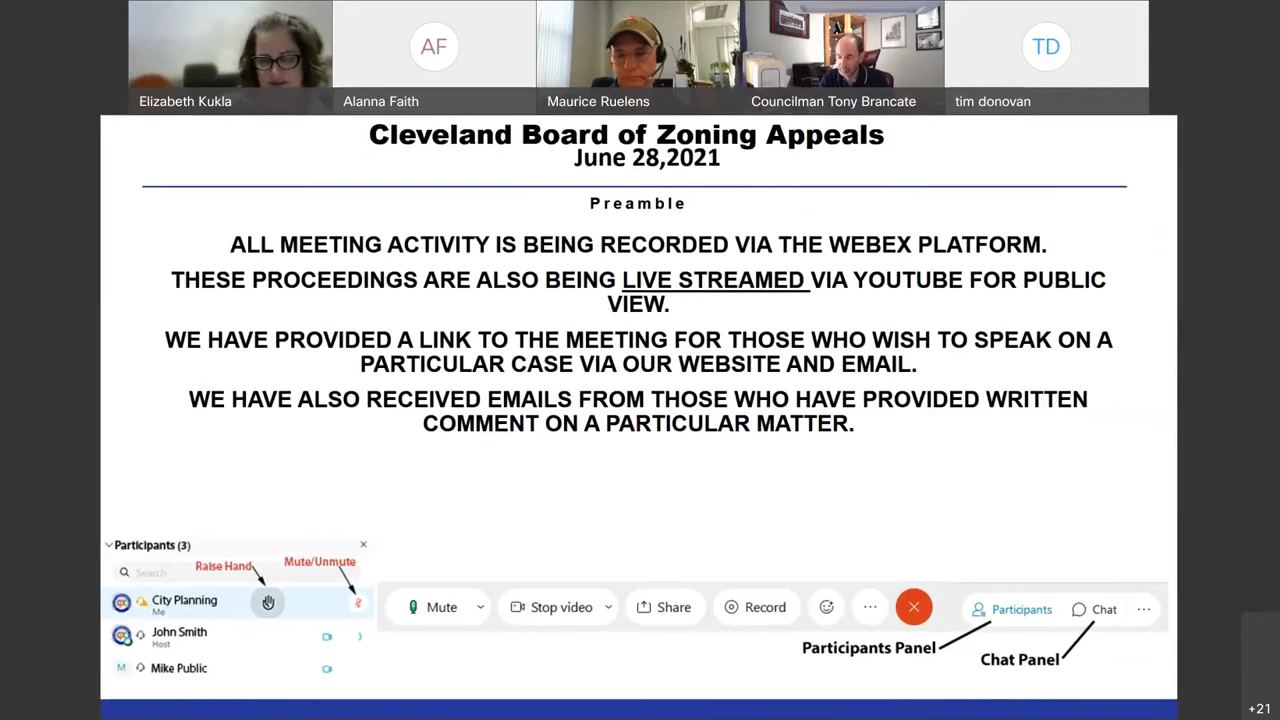 AF
TD
Elizabeth Kukla
Alanna Faith
Maurice Ruelens
Councilman Tony Brancate
tim donovan
Cleveland Board of Zoning Appeals
June 28,2021
Preamble
ALL MEETING ACTIVITY IS BEING RECORDED VIA THE WEBEX PLATFORM.
THESE PROCEEDINGS ARE ALSO BEING LIVE STREAMED VIA YOUTUBE FOR PUBLIC
VIEW.
WE HAVE PROVIDED A LINK TO THE MEETING FOR THOSE WHO WISH TO SPEAK ON A
PARTICULAR CASE VIA OUR WEBSITE AND EMAIL.
WE HAVE ALSO RECEIVED EMAILS FROM THOSE WHO HAVE PROVIDED WRITTEN
COMMENT ON A PARTICULAR MATTER.
Participants (3)
Search
Raise Hand
Mute/Unmute
City Planning
Me
John Smith
Host
M Mike Public
Mute
Stop video
Share
Record
Participants
Chat
Participants Panel
Chat Panel
+21